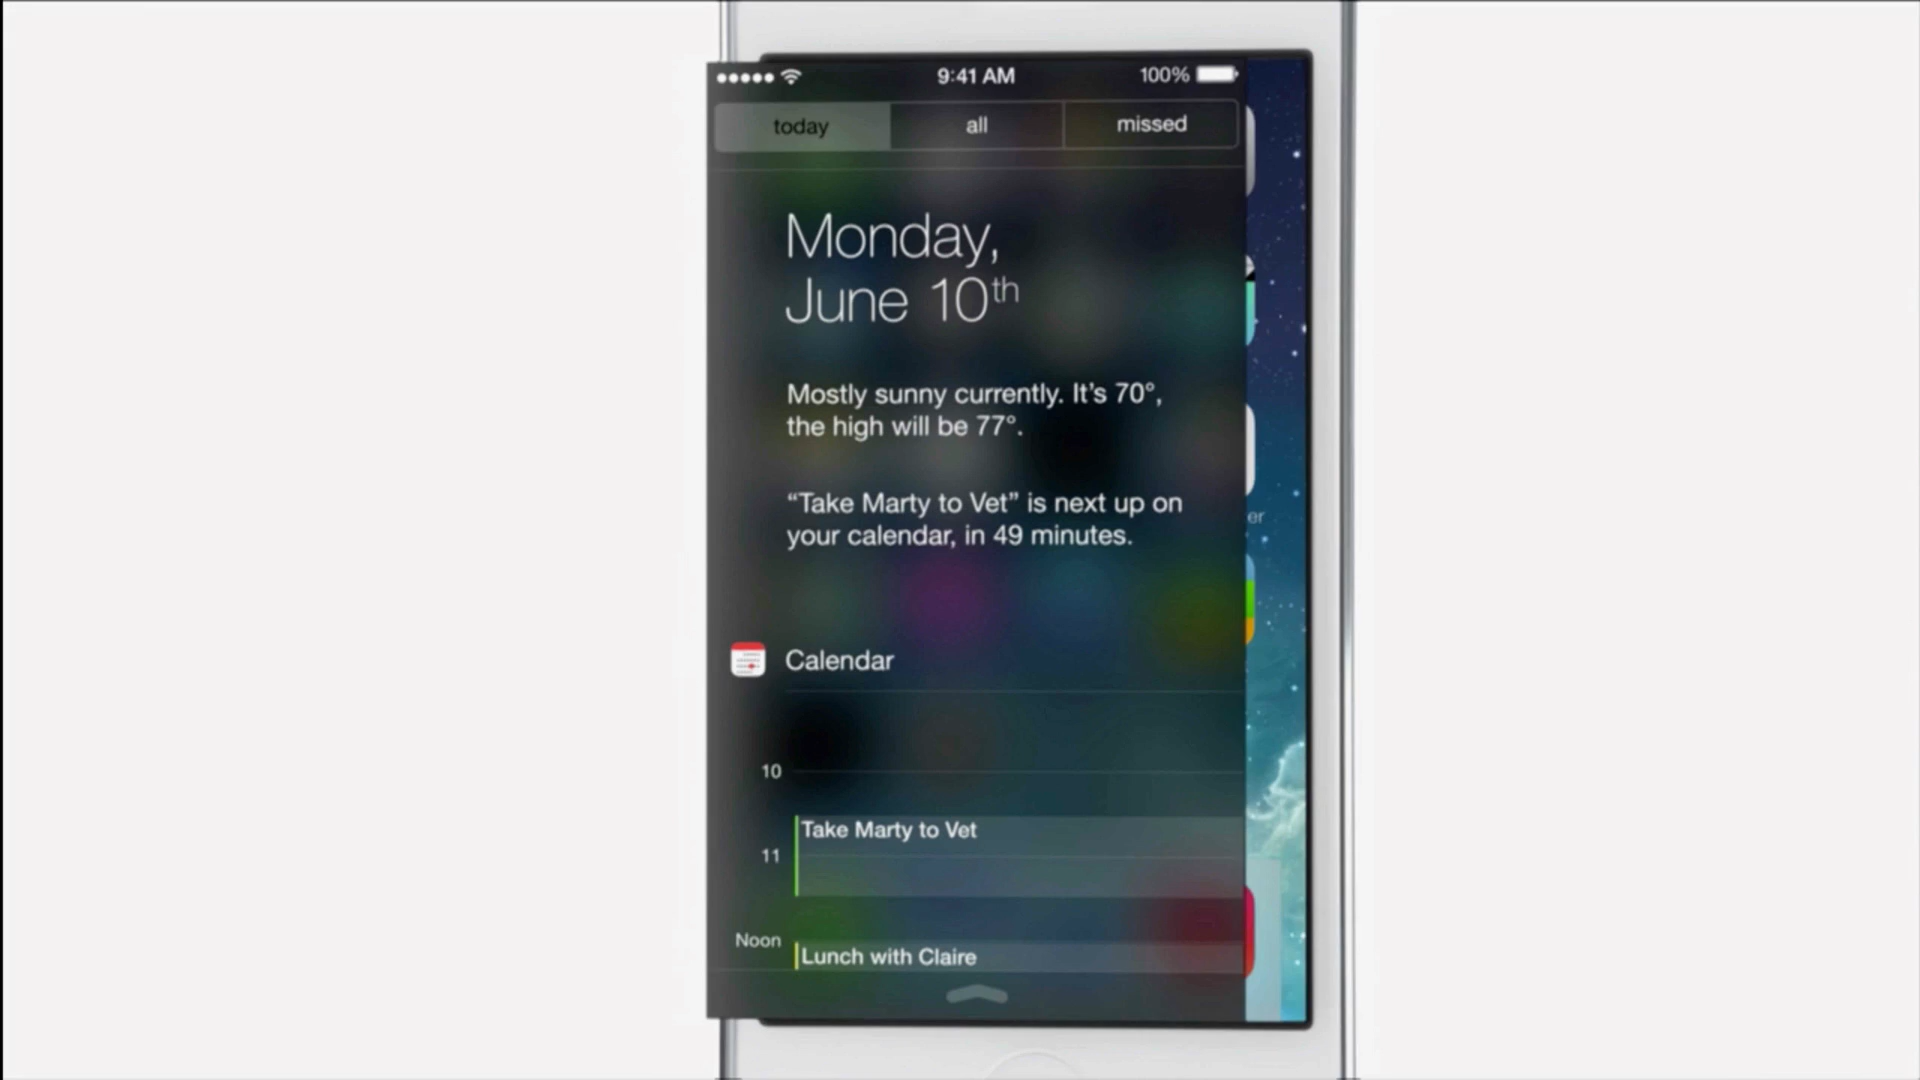 9:41 AM 100%
today all missed
Monday,
June 10th
Mostly sunny currently. It’s 70°,
the high will be 77°.
“Take Marty to Vet” is next up on
your calendar, in 49 minutes.
er
Calendar
10
Take Marty to Vet
11
Noon
Lunch with Claire